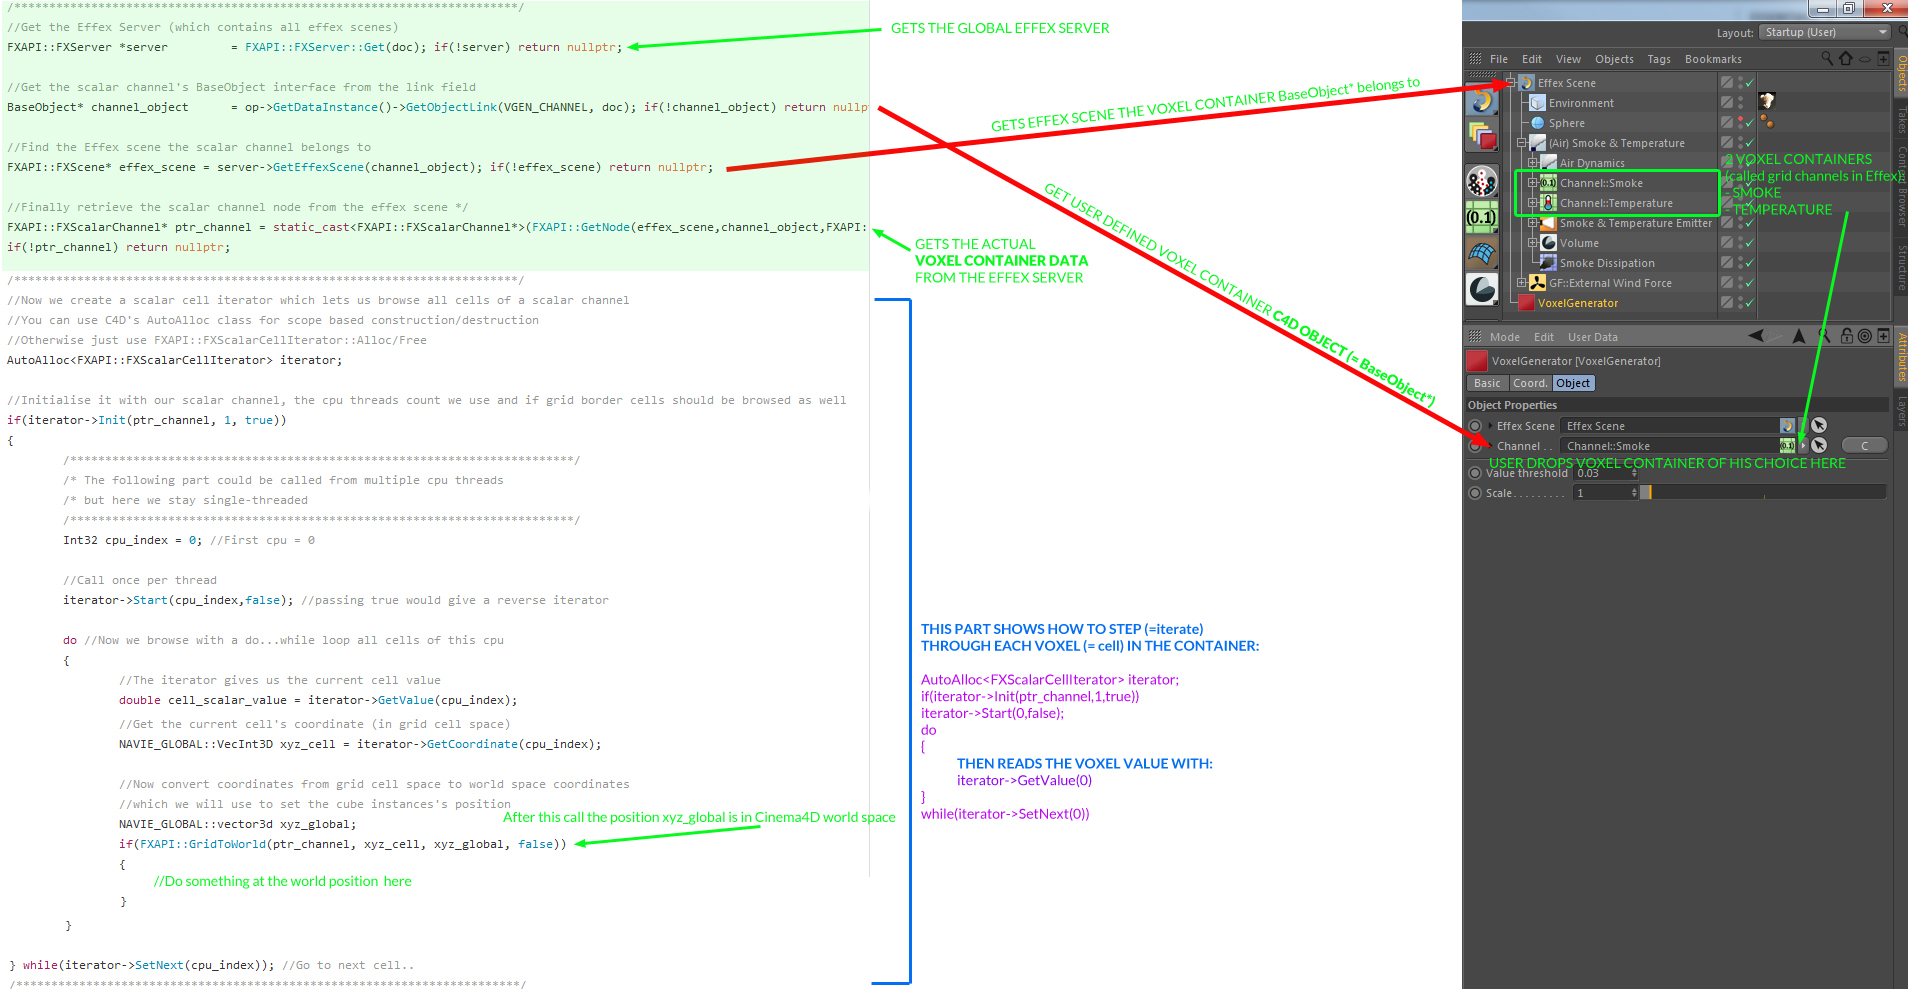 /************************************************************************/
//Get the Effex Server (which contains all effex scenes)
FXAPI::FXServer *server         = FXAPI::FXServer::Get(doc); if(!server) return nullptr;
//Get the scalar channel's BaseObject interface from the link field
BaseObject* channel_object      = op->GetDataInstance()->GetObjectLink(VGEN_CHANNEL, doc); if(!channel_object) return nullp
//Find the Effex scene the scalar channel belongs to
FXAPI::FXScene* effex_scene = server->GetEffexScene(channel_object); if(!effex_scene) return nullptr;
//Finally retrieve the scalar channel node from the effex scene */
FXAPI::FXScalarChannel* ptr_channel = static_cast<FXAPI::FXScalarChannel*>(FXAPI::GetNode(effex_scene,channel_object,FXAPI:
if(!ptr_channel) return nullptr;
/************************************************************************/
//Now we create a scalar cell iterator which lets us browse all cells of a scalar channel
//You can use C4D's AutoAlloc class for scope based construction/destruction
//Otherwise just use FXAPI::FXScalarCellIterator::Alloc/Free
AutoAlloc<FXAPI::FXScalarCellIterator> iterator;
//Initialise it with our scalar channel, the cpu threads count we use and if grid border cells should be browsed as well
if(iterator->Init(ptr_channel, 1, true))
{
/************************************************************************/
/* The following part could be called from multiple cpu threads
/* but here we stay single-threaded
/************************************************************************/
Int32 cpu_index = 0; //First cpu = 0
//Call once per thread
iterator->Start(cpu_index,false); //passing true would give a reverse iterator
do //Now we browse with a do...while loop all cells of this cpu
{
//The iterator gives us the current cell value
double cell_scalar_value = iterator->GetValue(cpu_index);
//Get the current cell's coordinate (in grid cell space)
NAVIE_GLOBAL::VecInt3D xyz_cell = iterator->GetCoordinate(cpu_index);
//Now convert coordinates from grid cell space to world space coordinates
//which we will use to set the cube instances's position
NAVIE_GLOBAL::vector3d xyz_global;
After this call the position xyz_global is in Cinema4D world space
if(FXAPI::GridToWorld(ptr_channel, xyz_cell, xyz_global, false))
{
//Do something at the world position  here
}
}
} while(iterator->SetNext(cpu_index)); //Go to next cell..
/************************************************************************/
GETS THE GLOBAL EFFEX SERVER
GETS EFFEX SCENE THE VOXEL CONTAINER BaseObject* belongs to
GET USER DEFINED VOXEL CONTAINER C4D OBJECT (= BaseObject*)
GETS THE ACTUAL
VOXEL CONTAINER DATA
FROM THE EFFEX SERVER
THIS PART SHOWS HOW TO STEP (=iterate)
THROUGH EACH VOXEL (= cell) IN THE CONTAINER:
AutoAlloc<FXScalarCellIterator> iterator;
if(iterator->Init(ptr_channel,1,true))
iterator->Start(0,false);
do
{
THEN READS THE VOXEL VALUE WITH:
iterator->GetValue(0)
}
while(iterator->SetNext(0))
Layout: Startup (User)
File Edit View Objects Tags Bookmarks
Effex Scene
Environment
Sphere
(Air) Smoke & Temperature
Air Dynamics
Channel::Smoke
Channel::Temperature
Smoke & Temperature Emitter
Volume
Smoke Dissipation
GF::External Wind Force
VoxelGenerator
2 VOXEL CONTAINERS
(called grid channels in Effex):
- SMOKE
- TEMPERATURE
(0.1)
Objects
Takes
Content Browser
Structure
Mode Edit User Data
VoxelGenerator [VoxelGenerator]
Basic Coord. Object
Object Properties
Effex Scene Effex Scene
Channel . . Channel::Smoke C
USER DROPS VOXEL CONTAINER OF HIS CHOICE HERE
Value threshold 0.03
Scale . . . . . . . . . 1
Attributes
Layers